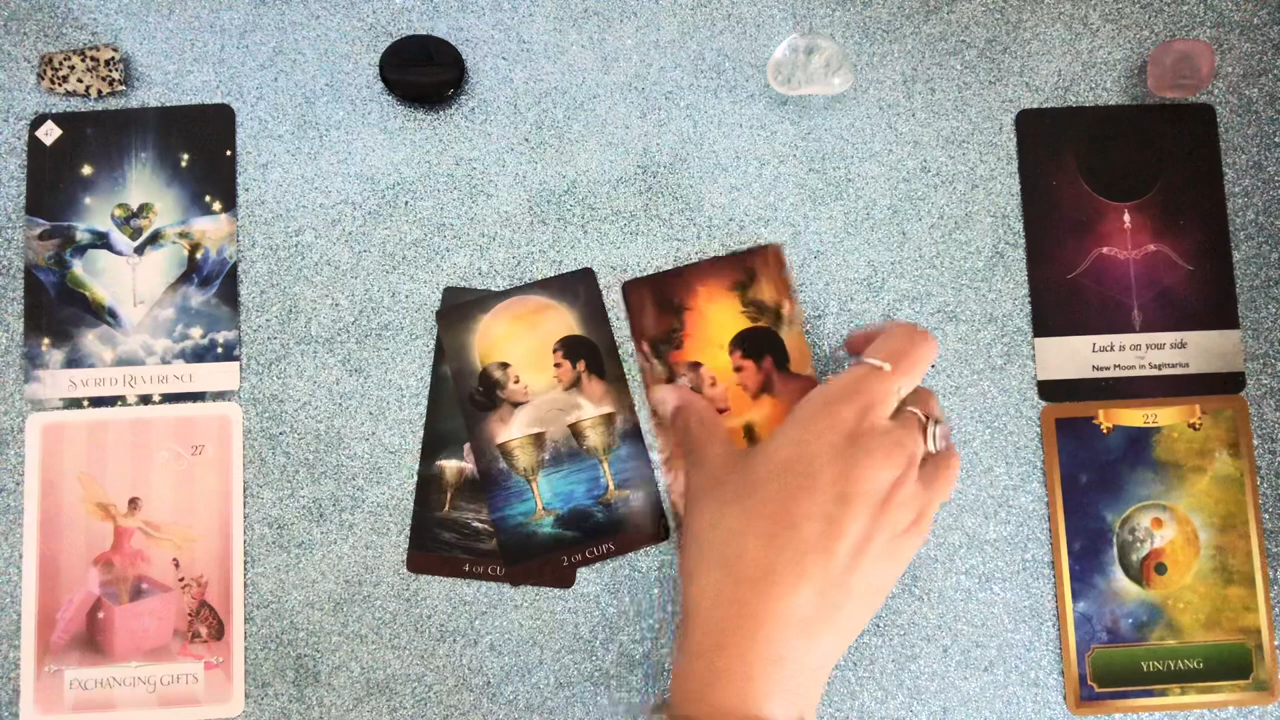 47
SACRED REVERENCE
27
EXCHANGING GIFTS
4 OF CU
2 OF CUPS
Luck is on your side
New Moon in Sagittarius
22
YIN/YANG